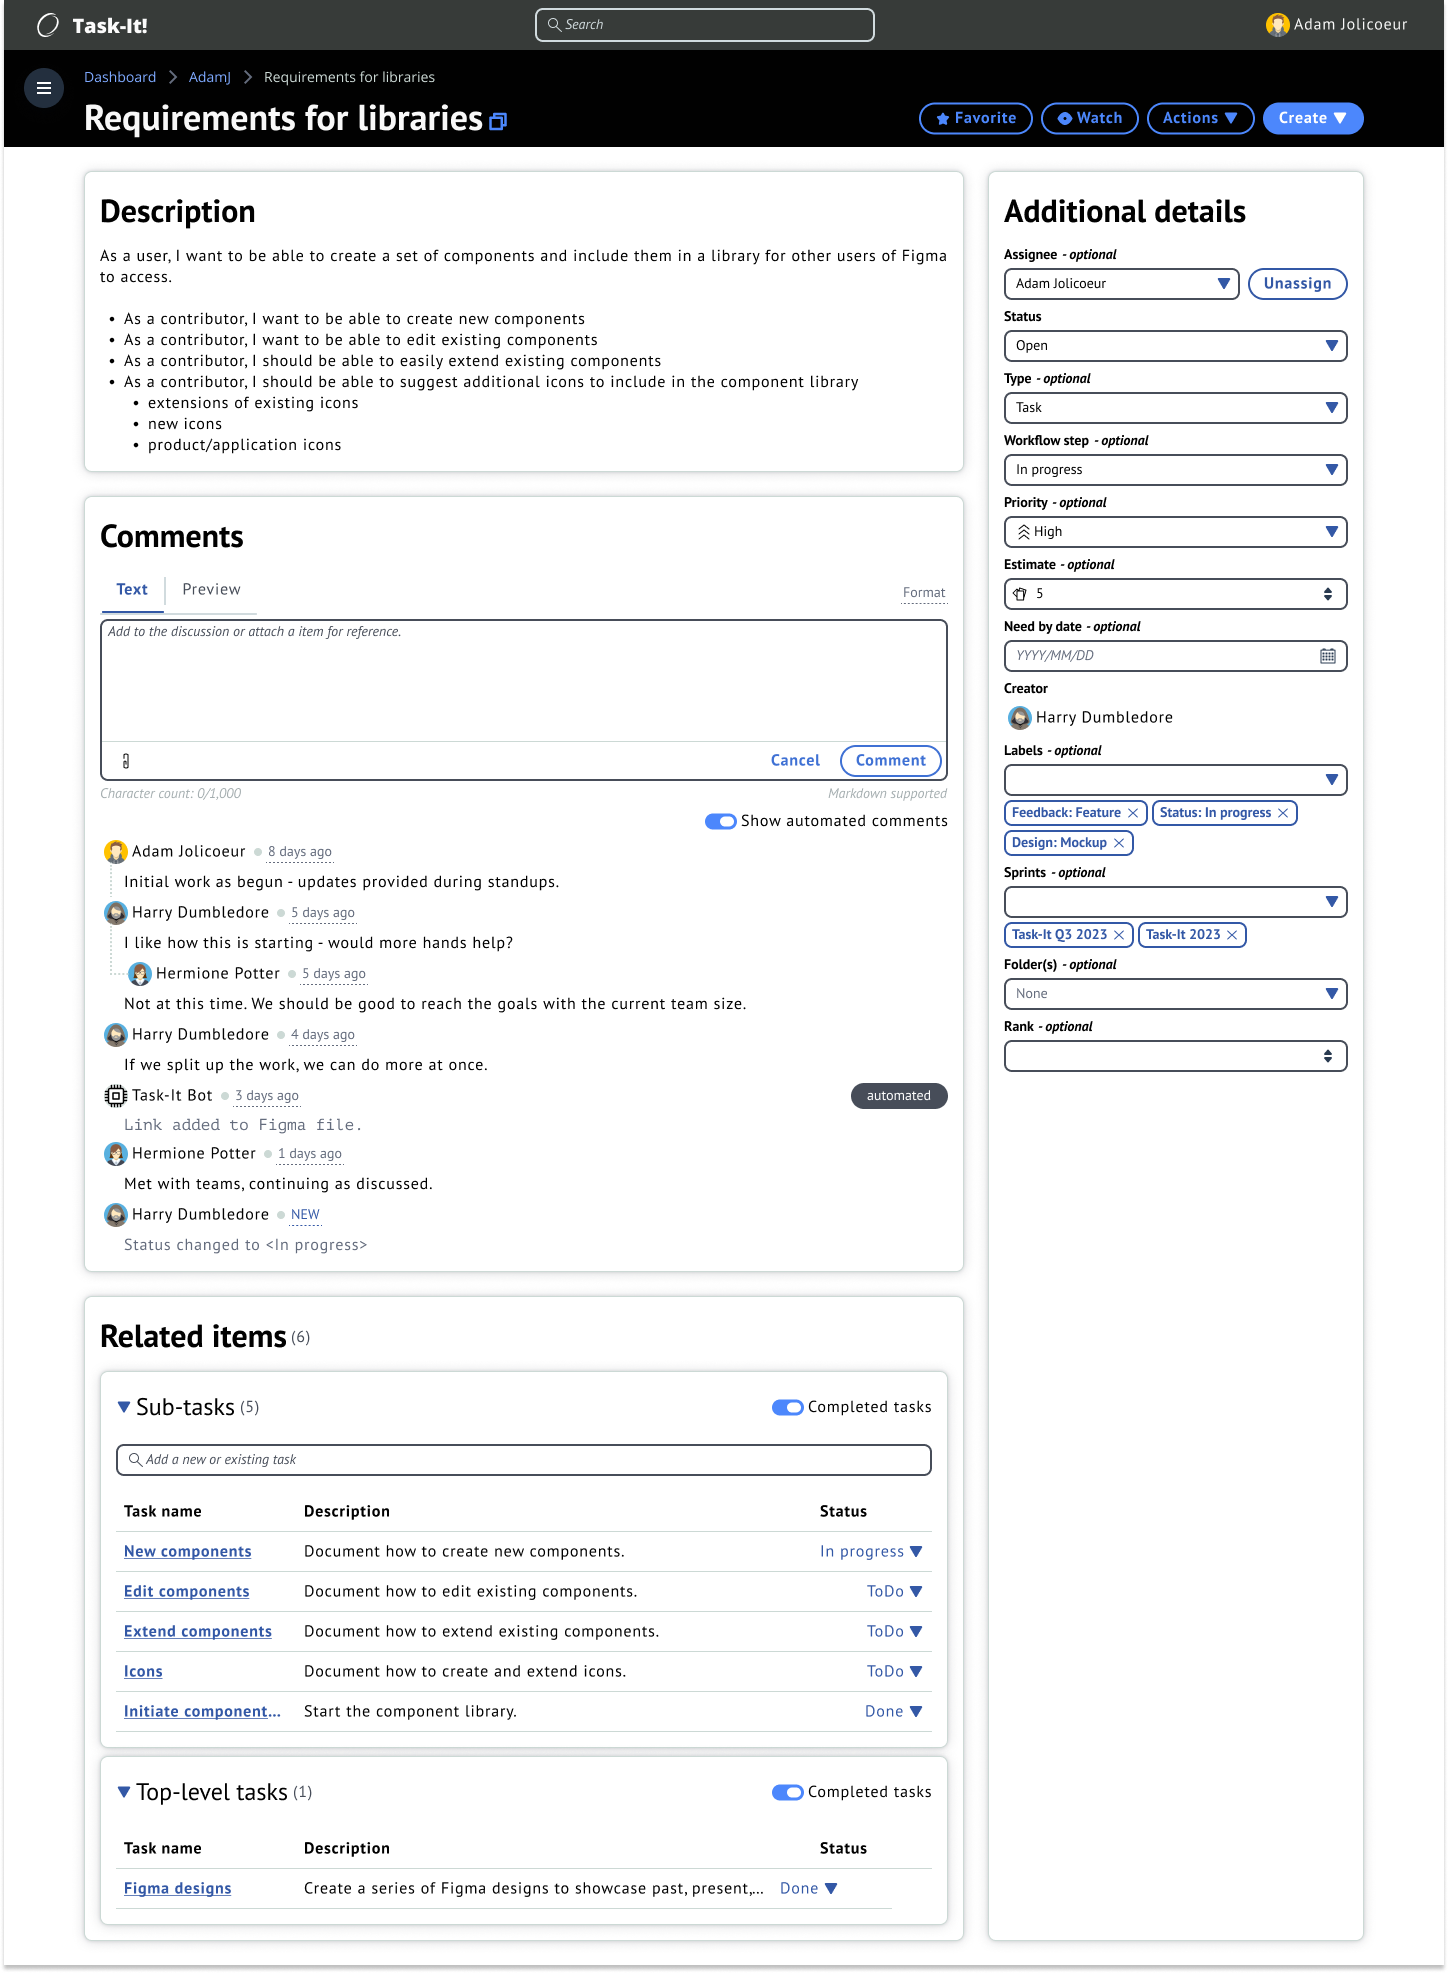 Task-It!
Search
Adam Jolicoeur
Dashboard AdamJ Requirements for libraries
Requirements for libraries
Favorite
Watch
Actions
Create
Description
As a user, I want to be able to create a set of components and include them in a library for other users of Figma
to access.
• As a contributor, I want to be able to create new components
• As a contributor, I want to be able to edit existing components
• As a contributor, I should be able to easily extend existing components
• As a contributor, I should be able to suggest additional icons to include in the component library
• extensions of existing icons
• new icons
• product/application icons
Comments
Text
Preview
Format
Add to the discussion or attach a item for reference.
Cancel
Comment
Character count: 0/1,000
Markdown supported
Show automated comments
Adam Jolicoeur 8 days ago
Initial work as begun - updates provided during standups.
Harry Dumbledore 5 days ago
I like how this is starting - would more hands help?
Hermione Potter 5 days ago
Not at this time. We should be good to reach the goals with the current team size.
Harry Dumbledore 4 days ago
If we split up the work, we can do more at once.
Task-It Bot 3 days ago automated
Link added to Figma file.
Hermione Potter 1 days ago
Met with teams, continuing as discussed.
Harry Dumbledore NEW
Status changed to <In progress>
Related items (6)
Sub-tasks (5)
Completed tasks
Add a new or existing task
Task name Description Status
New components Document how to create new components. In progress
Edit components Document how to edit existing components. ToDo
Extend components Document how to extend existing components. ToDo
Icons Document how to create and extend icons. ToDo
Initiate component... Start the component library. Done
Top-level tasks (1)
Completed tasks
Task name Description Status
Figma designs Create a series of Figma designs to showcase past, present,... Done
Additional details
Assignee - optional
Adam Jolicoeur
Unassign
Status
Open
Type - optional
Task
Workflow step - optional
In progress
Priority - optional
High
Estimate - optional
5
Need by date - optional
YYYY/MM/DD
Creator
Harry Dumbledore
Labels - optional
Feedback: Feature
Status: In progress
Design: Mockup
Sprints - optional
Task-It Q3 2023
Task-It 2023
Folder(s) - optional
None
Rank - optional